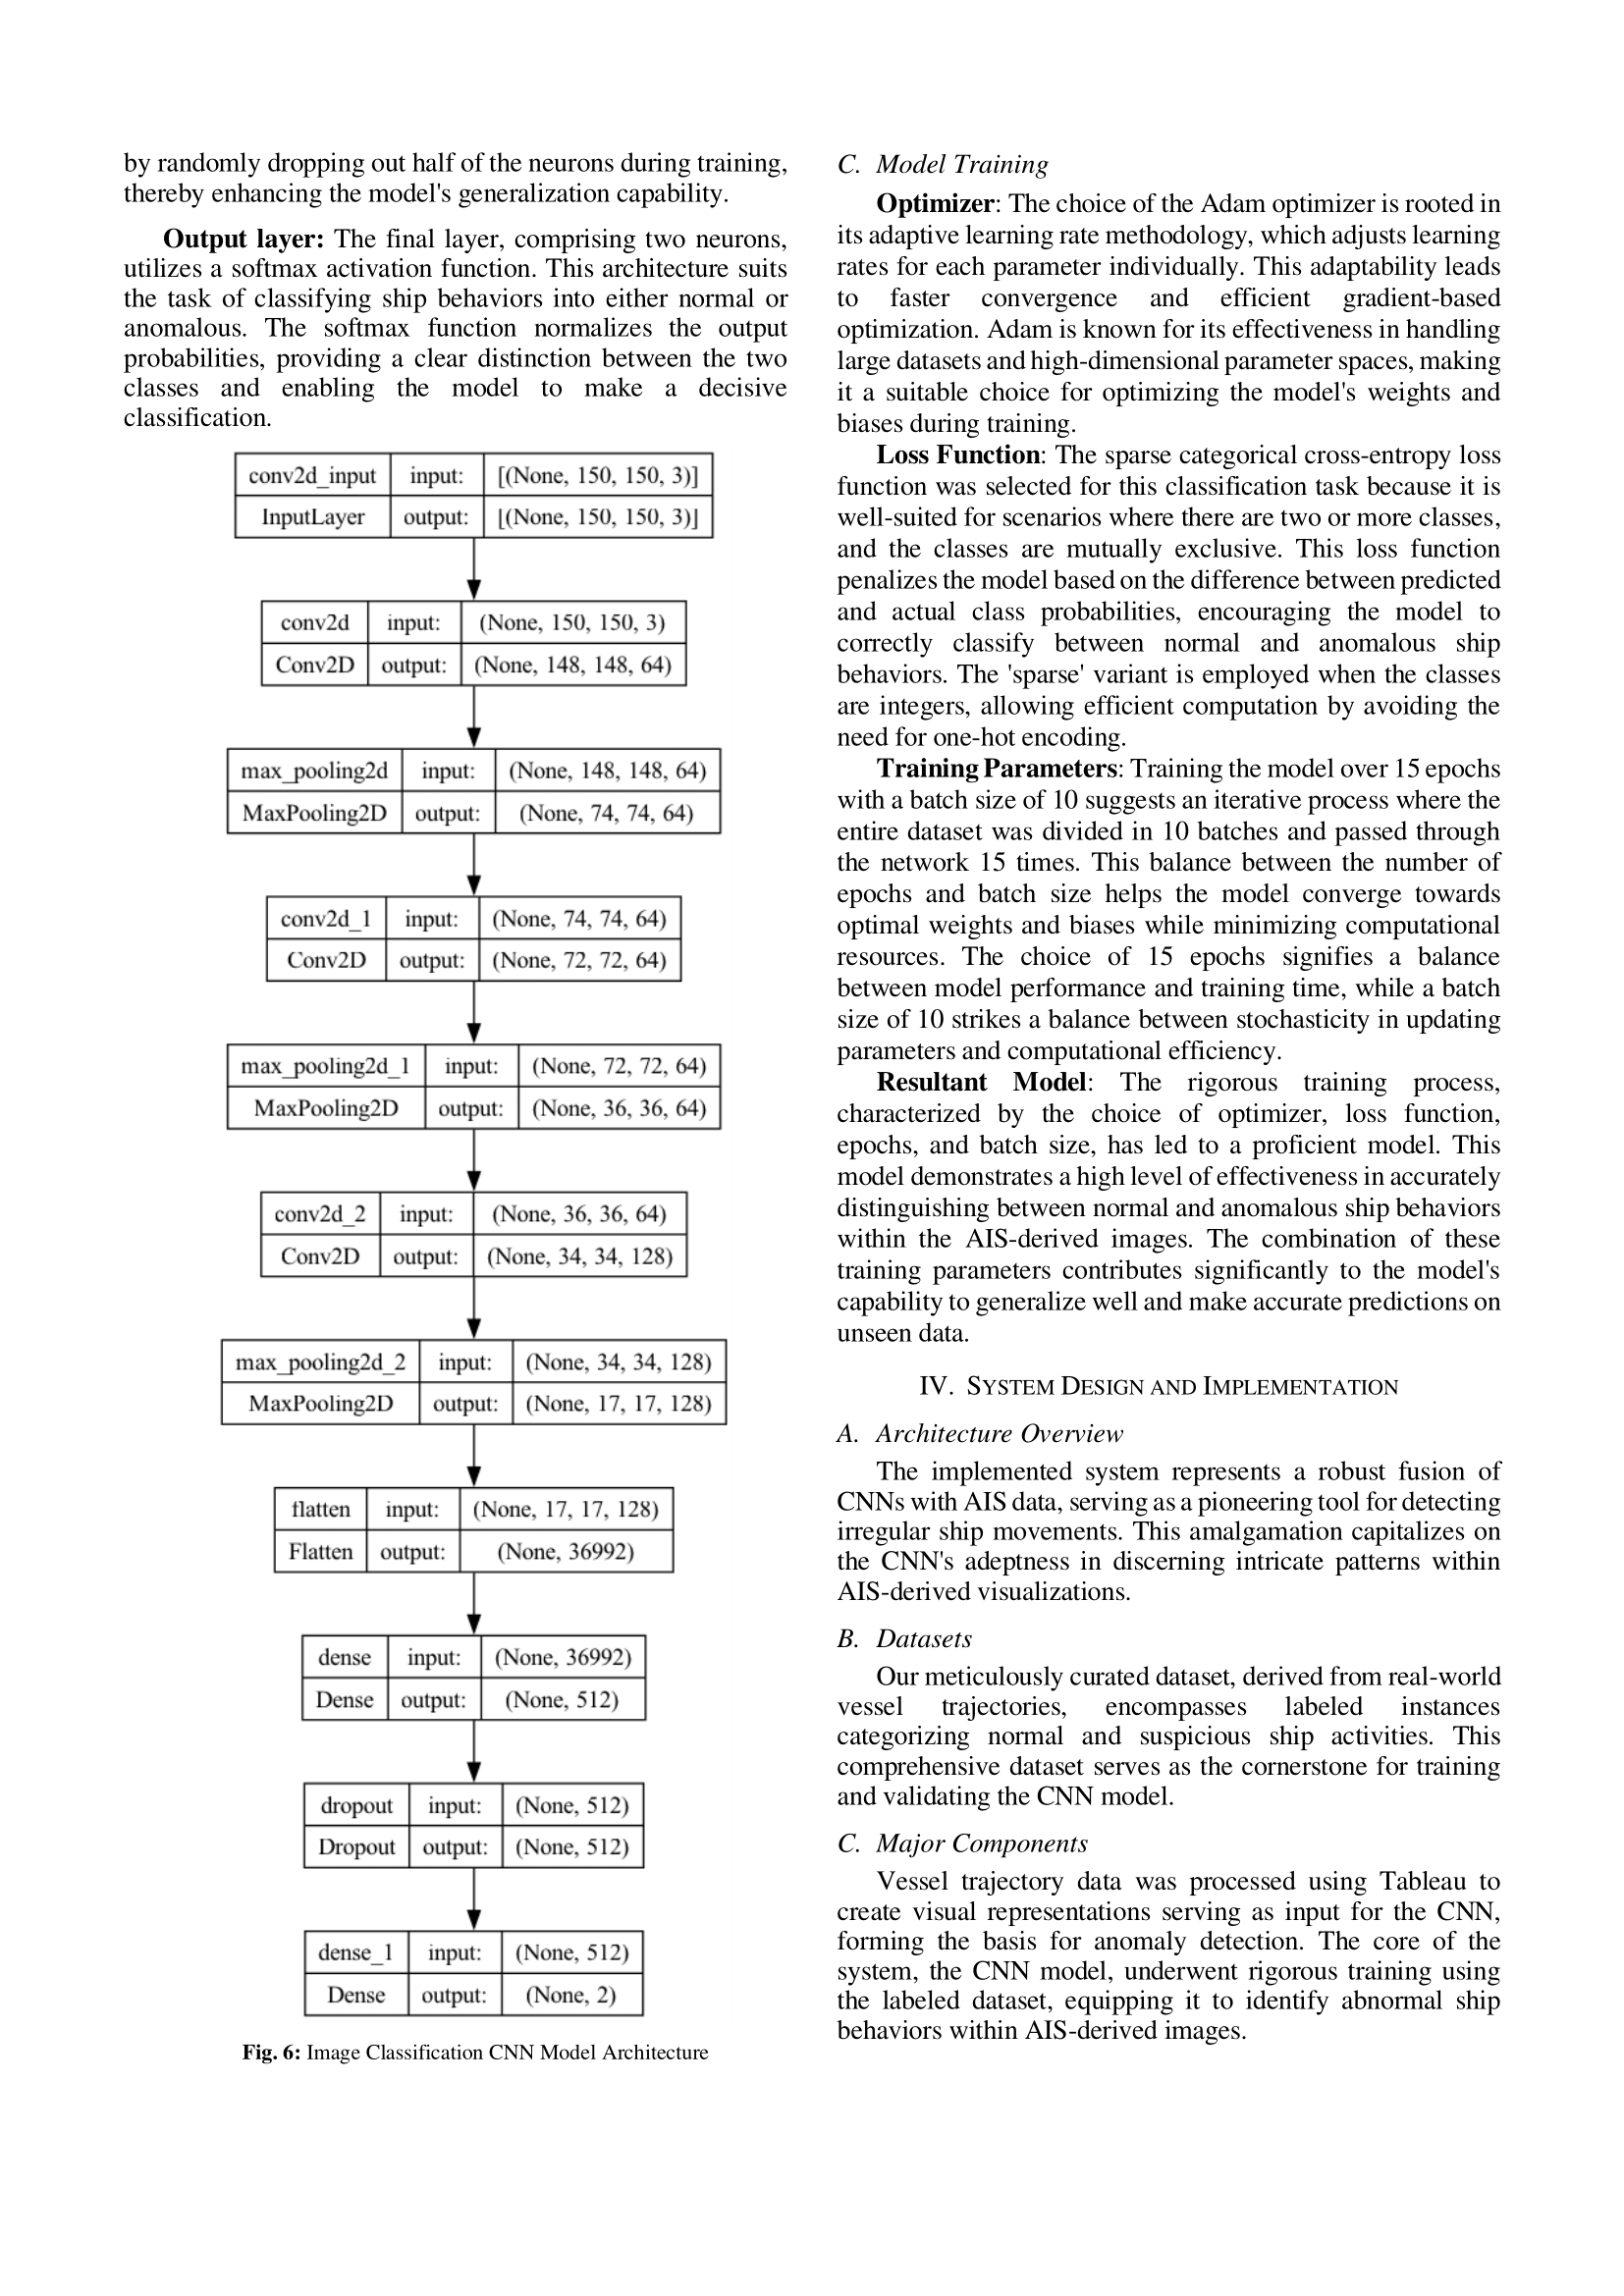 by randomly dropping out half of the neurons during training,
thereby enhancing the model's generalization capability.
Output layer: The final layer, comprising two neurons,
utilizes a softmax activation function. This architecture suits
the task of classifying ship behaviors into either normal or
anomalous. The softmax function normalizes the output
probabilities, providing a clear distinction between the two
classes and enabling the model to make a decisive
classification.
conv2d_input input: [(None, 150, 150, 3)]
InputLayer output: [(None, 150, 150, 3)]
conv2d input: (None, 150, 150, 3)
Conv2D output: (None, 148, 148, 64)
max_pooling2d input: (None, 148, 148, 64)
MaxPooling2D output: (None, 74, 74, 64)
conv2d_1 input: (None, 74, 74, 64)
Conv2D output: (None, 72, 72, 64)
max_pooling2d_1 input: (None, 72, 72, 64)
MaxPooling2D output: (None, 36, 36, 64)
conv2d_2 input: (None, 36, 36, 64)
Conv2D output: (None, 34, 34, 128)
max_pooling2d_2 input: (None, 34, 34, 128)
MaxPooling2D output: (None, 17, 17, 128)
flatten input: (None, 17, 17, 128)
Flatten output: (None, 36992)
dense input: (None, 36992)
Dense output: (None, 512)
dropout input: (None, 512)
Dropout output: (None, 512)
dense_1 input: (None, 512)
Dense output: (None, 2)
Fig. 6: Image Classification CNN Model Architecture
C. Model Training
Optimizer: The choice of the Adam optimizer is rooted in
its adaptive learning rate methodology, which adjusts learning
rates for each parameter individually. This adaptability leads
to faster convergence and efficient gradient-based
optimization. Adam is known for its effectiveness in handling
large datasets and high-dimensional parameter spaces, making
it a suitable choice for optimizing the model's weights and
biases during training.
Loss Function: The sparse categorical cross-entropy loss
function was selected for this classification task because it is
well-suited for scenarios where there are two or more classes,
and the classes are mutually exclusive. This loss function
penalizes the model based on the difference between predicted
and actual class probabilities, encouraging the model to
correctly classify between normal and anomalous ship
behaviors. The 'sparse' variant is employed when the classes
are integers, allowing efficient computation by avoiding the
need for one-hot encoding.
Training Parameters: Training the model over 15 epochs
with a batch size of 10 suggests an iterative process where the
entire dataset was divided in 10 batches and passed through
the network 15 times. This balance between the number of
epochs and batch size helps the model converge towards
optimal weights and biases while minimizing computational
resources. The choice of 15 epochs signifies a balance
between model performance and training time, while a batch
size of 10 strikes a balance between stochasticity in updating
parameters and computational efficiency.
Resultant Model: The rigorous training process,
characterized by the choice of optimizer, loss function,
epochs, and batch size, has led to a proficient model. This
model demonstrates a high level of effectiveness in accurately
distinguishing between normal and anomalous ship behaviors
within the AIS-derived images. The combination of these
training parameters contributes significantly to the model's
capability to generalize well and make accurate predictions on
unseen data.
IV. SYSTEM DESIGN AND IMPLEMENTATION
A. Architecture Overview
The implemented system represents a robust fusion of
CNNs with AIS data, serving as a pioneering tool for detecting
irregular ship movements. This amalgamation capitalizes on
the CNN's adeptness in discerning intricate patterns within
AIS-derived visualizations.
B. Datasets
Our meticulously curated dataset, derived from real-world
vessel trajectories, encompasses labeled instances
categorizing normal and suspicious ship activities. This
comprehensive dataset serves as the cornerstone for training
and validating the CNN model.
C. Major Components
Vessel trajectory data was processed using Tableau to
create visual representations serving as input for the CNN,
forming the basis for anomaly detection. The core of the
system, the CNN model, underwent rigorous training using
the labeled dataset, equipping it to identify abnormal ship
behaviors within AIS-derived images.